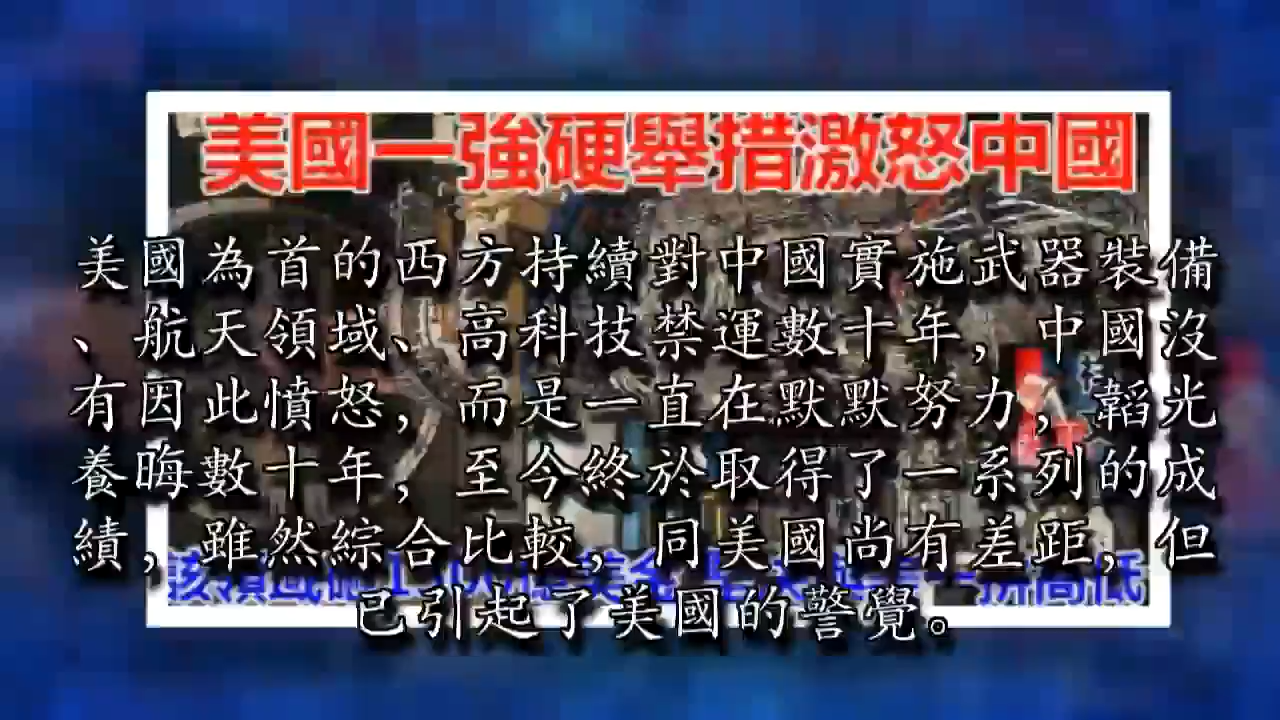 美國一強硬舉措激怒中國
美國為首的西方持續對中國實施武器裝備
、航天領域、高科技禁運數十年，中國沒
有因此憤怒，而是一直在默默努力，韜光
養晦數十年，至今終於取得了一系列的成
績，雖然綜合比較，同美國尚有差距，但
已引起了美國的警覺。